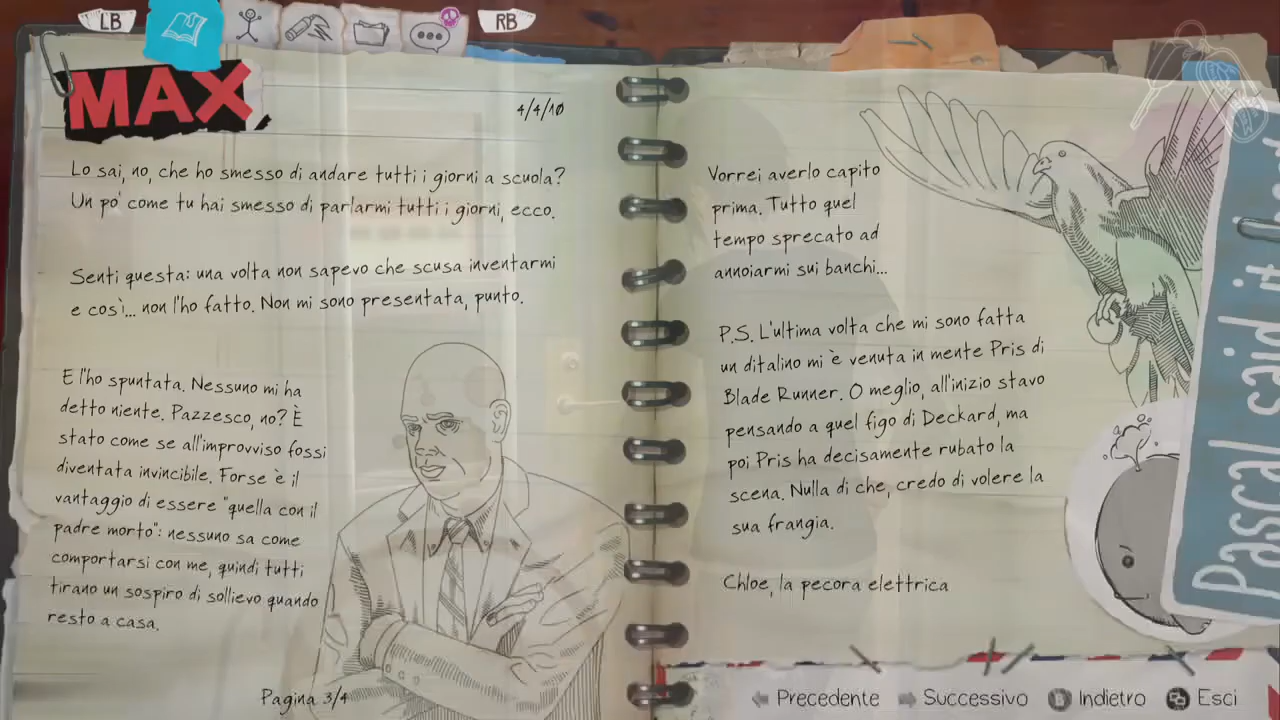 LB
RB
MAX
4/4/10
Lo sai, no, che ho smesso di andare tutti i giorni a scuola?
Un po' come tu hai smesso di parlarmi tutti i giorni, ecco.
Senti questa: una volta non sapevo che scusa inventarmi
e così... non l'ho fatto. Non mi sono presentata, punto.
E l'ho spuntata. Nessuno mi ha
detto niente. Pazzesco, no? È
stato come se all'improvviso fossi
diventata invincibile. Forse è il
vantaggio di essere "quella con il
padre morto": nessuno sa come
comportarsi con me, quindi tutti
tirano un sospiro di sollievo quando
resto a casa.
Pagina 3/4
Vorrei averlo capito
prima. Tutto quel
tempo sprecato ad
annoiarmi sui banchi...
P.S. L'ultima volta che mi sono fatta
un ditalino mi è venuta in mente Pris di
Blade Runner. O meglio, all'inizio stavo
pensando a quel figo di Deckard, ma
poi Pris ha decisamente rubato la
scena. Nulla di che, credo di volere la
sua frangia.
Chloe, la pecora elettrica
Pascal said it
Precedente
Successivo
Indietro
Esci